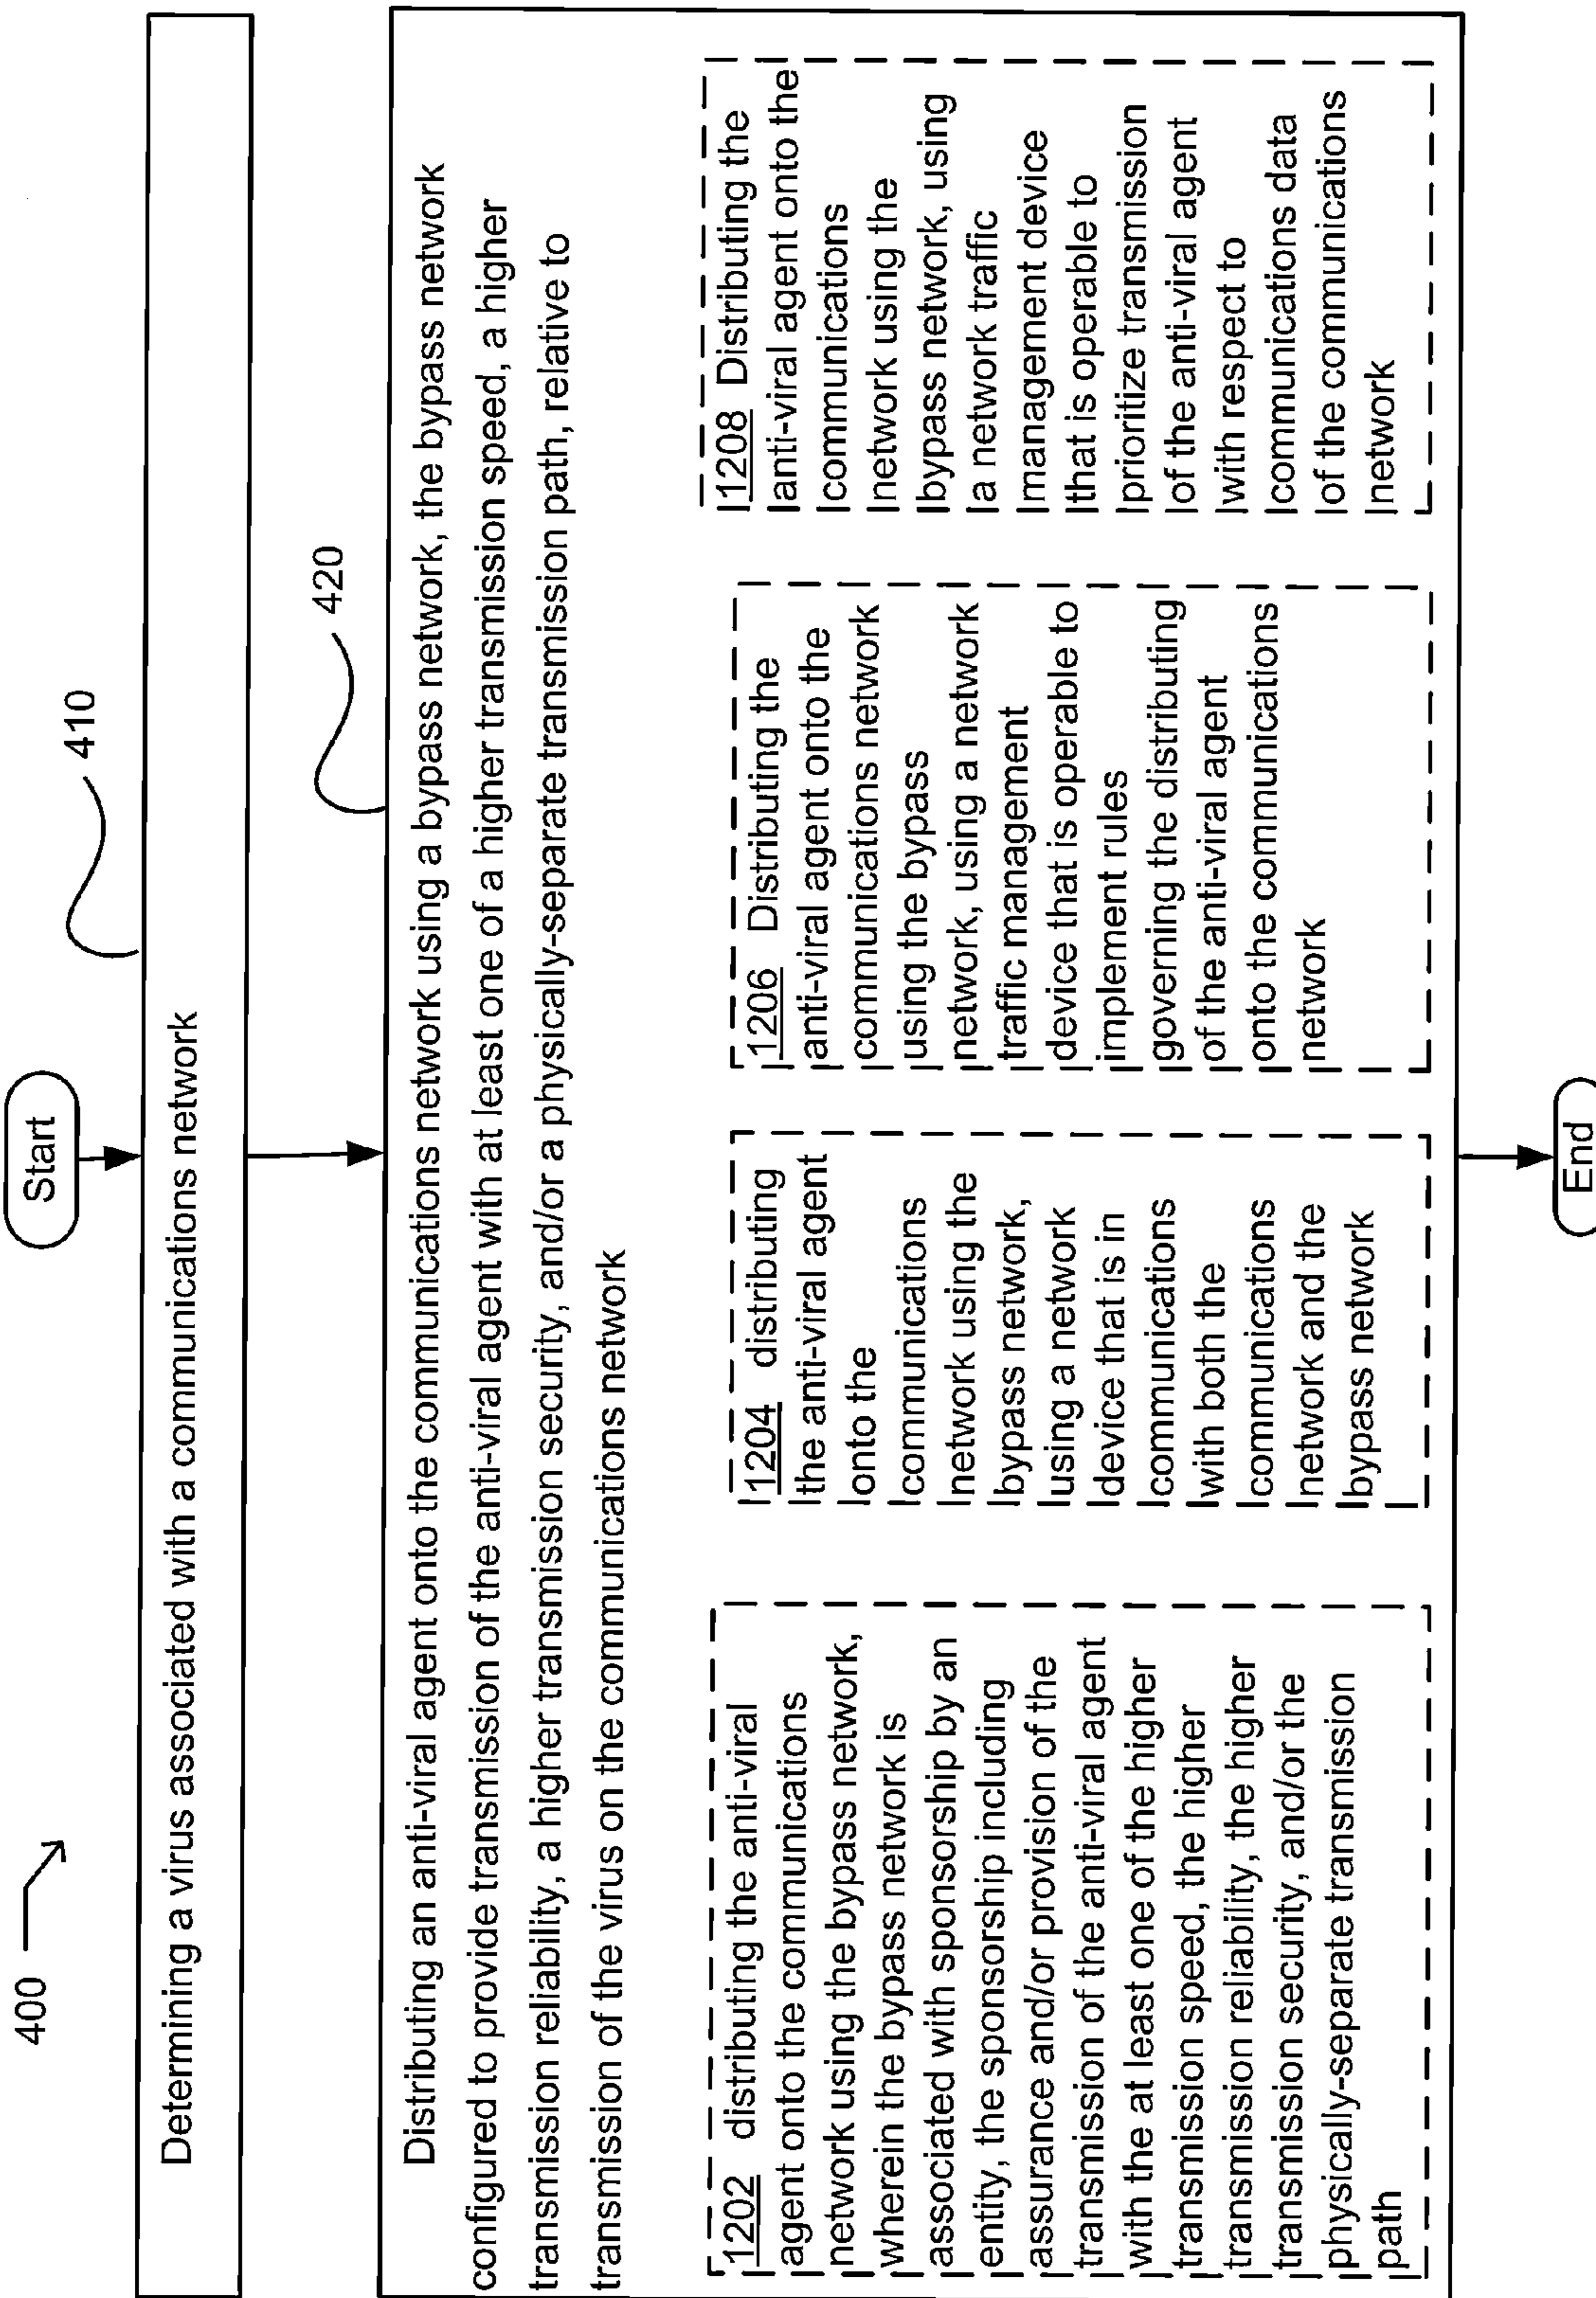 400
Start
410
Determining a virus associated with a communications network
420
Distributing an anti-viral agent onto the communications network using a bypass network, the bypass network
configured to provide transmission of the anti-viral agent with at least one of a higher transmission speed, a higher
transmission reliability, a higher transmission security, and/or a physically-separate transmission path, relative to
transmission of the virus on the communications network
1202 distributing the anti-viral
agent onto the communications
network using the bypass network,
wherein the bypass network is
associated with sponsorship by an
entity, the sponsorship including
assurance and/or provision of the
transmission of the anti-viral agent
with the at least one of the higher
transmission speed, the higher
transmission reliability, the higher
transmission security, and/or the
physically-separate transmission
path
1204 distributing
the anti-viral agent
onto the
communications
network using the
bypass network,
using a network
device that is in
communications
with both the
communications
network and the
bypass network
1206 Distributing the
anti-viral agent onto the
communications network
using the bypass
network, using a network
traffic management
device that is operable to
implement rules
governing the distributing
of the anti-viral agent
onto the communications
network
1208 Distributing the
anti-viral agent onto the
communications
network using the
bypass network, using
a network traffic
management device
that is operable to
prioritize transmission
of the anti-viral agent
with respect to
communications data
of the communications
network
End